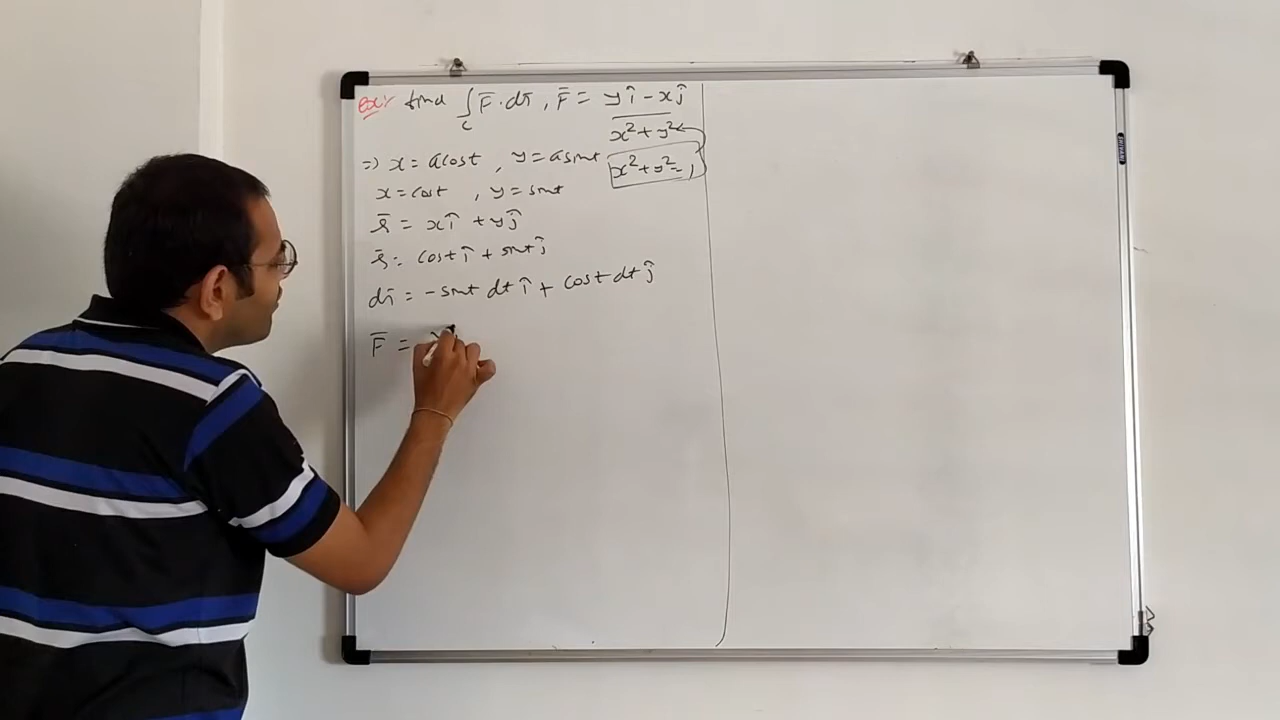 Ex:- find ∫ F̄ · dr̄ , F̄ = yî - xĵ
c
x² + y²
⇒ x = a cost , y = a sint
x² + y² = 1
x = cost , y = sint
r̄ = xî + yĵ
r̄ = cost î + sint ĵ
dr̄ = -sint dt î + cost dt ĵ
F̄ =